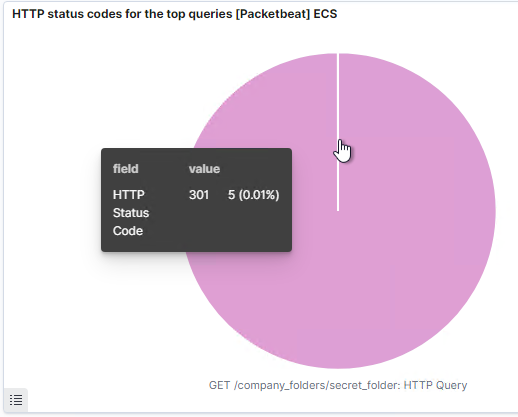 HTTP status codes for the top queries [Packetbeat] ECS
field value
HTTP 301 5 (0.01%)
Status
Code
GET /company_folders/secret_folder: HTTP Query